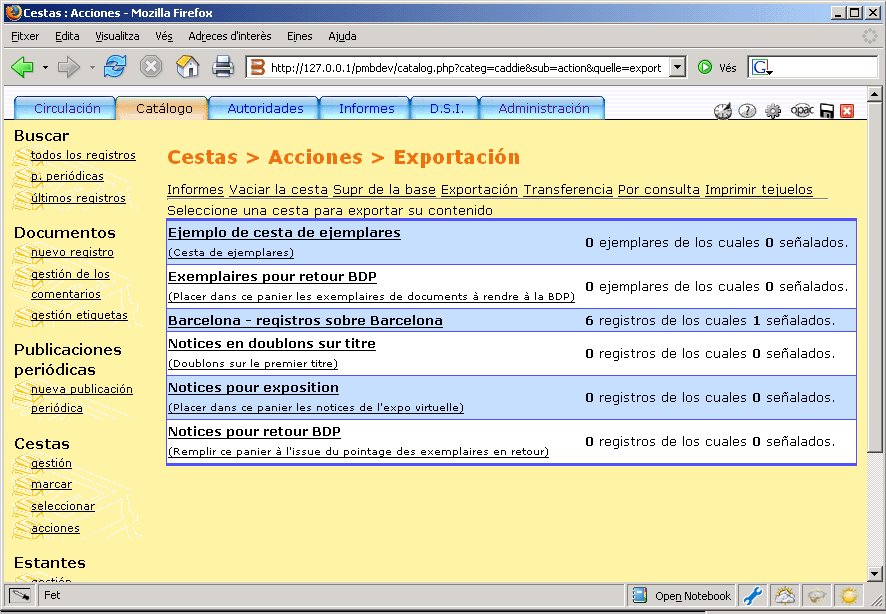 Cestas : Acciones - Mozilla Firefox
Fitxer Edita Visualitza Vés Adreces d'interès Eines Ajuda
http://127.0.0.1/pmbdev/catalog.php?categ=caddie&sub=action&quelle=export Vés G
Circulación Catálogo Autoridades Informes D.S.I. Administración opac
Buscar
todos los registros
p. periódicas
últimos registros
Documentos
nuevo registro
gestión de los
comentarios
gestión etiquetas
Publicaciones
periódicas
nueva publicación
periódica
Cestas
gestión
marcar
seleccionar
acciones
Estantes
gestión
Cestas > Acciones > Exportación
Informes Vaciar la cesta Supr de la base Exportación Transferencia Por consulta Imprimir tejuelos
Seleccione una cesta para exportar su contenido
Ejemplo de cesta de ejemplares
(Cesta de ejemplares)
0 ejemplares de los cuales 0 señalados.
Exemplaires pour retour BDP
(Placer dans ce panier les exemplaires de documents à rendre à la BDP)
0 ejemplares de los cuales 0 señalados.
Barcelona - registros sobre Barcelona
6 registros de los cuales 1 señalados.
Notices en doublons sur titre
(Doublons sur le premier titre)
0 registros de los cuales 0 señalados.
Notices pour exposition
(Placer dans ce panier les notices de l'expo virtuelle)
0 registros de los cuales 0 señalados.
Notices pour retour BDP
(Remplir ce panier à l'issue du pointage des exemplaires en retour)
0 registros de los cuales 0 señalados.
Fet Open Notebook